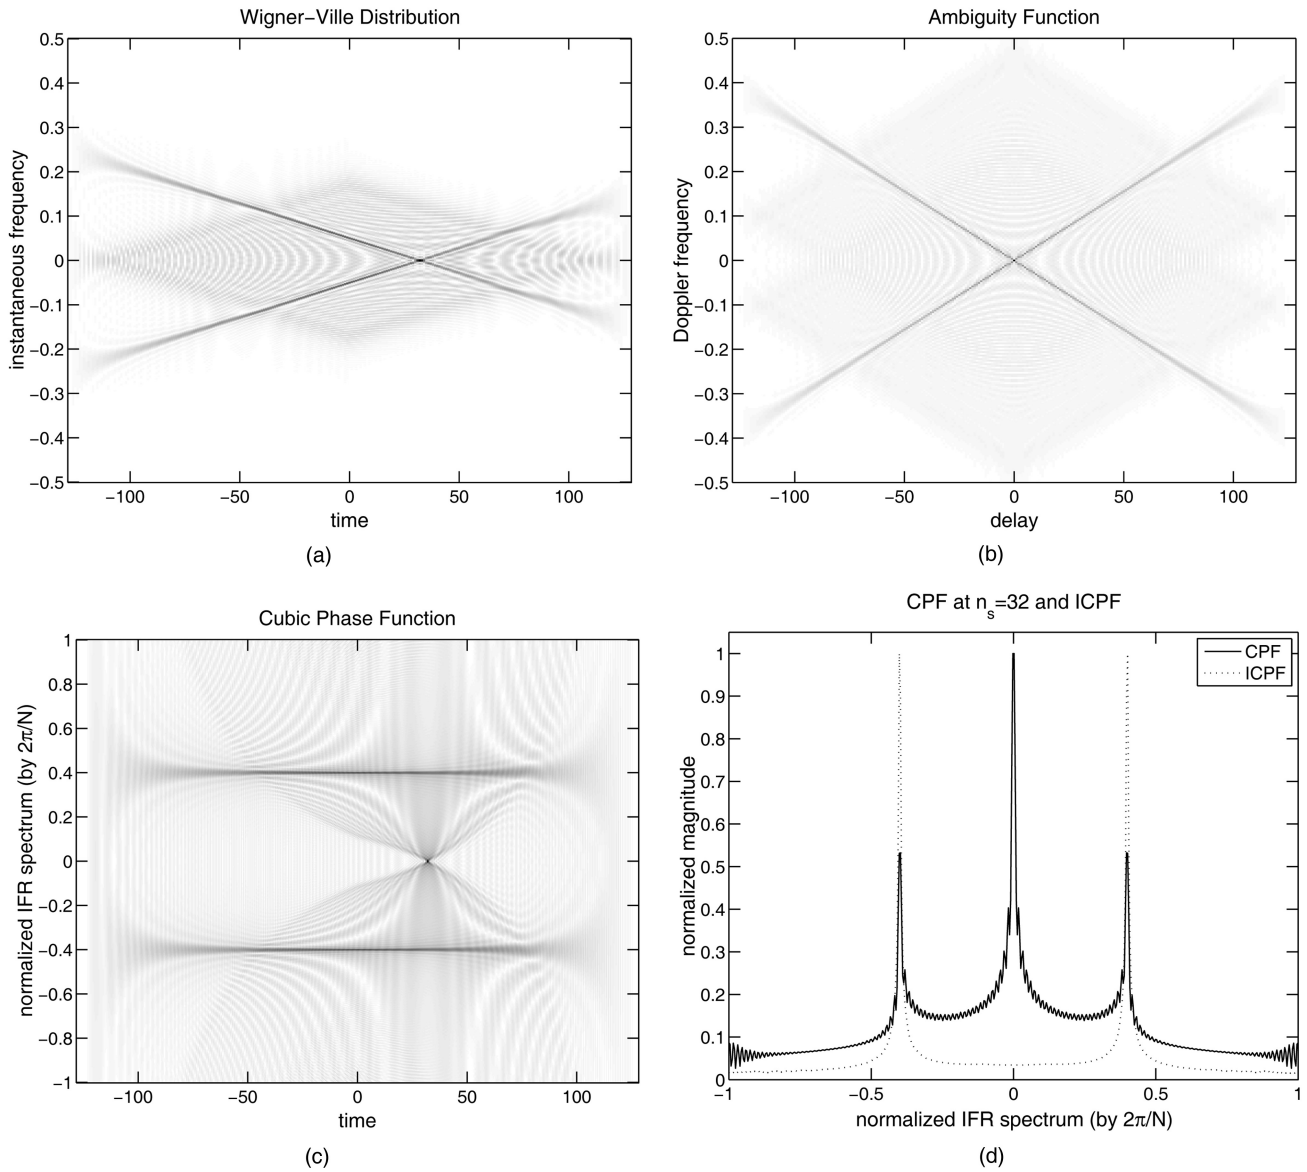 Wigner−Ville Distribution
0.5
0.4
0.3
0.2
0.1
0
−0.1
−0.2
−0.3
−0.4
−0.5
instantaneous frequency
−100 −50 0 50 100
time
(a)
Ambiguity Function
0.5
0.4
0.3
0.2
0.1
0
−0.1
−0.2
−0.3
−0.4
−0.5
Doppler frequency
−100 −50 0 50 100
delay
(b)
Cubic Phase Function
1
0.8
0.6
0.4
0.2
0
−0.2
−0.4
−0.6
−0.8
−1
normalized IFR spectrum (by 2π/N)
−100 −50 0 50 100
time
(c)
CPF at n_s=32 and ICPF
CPF
ICPF
1
0.9
0.8
0.7
0.6
0.5
0.4
0.3
0.2
0.1
0
normalized magnitude
−1 −0.5 0 0.5 1
normalized IFR spectrum (by 2π/N)
(d)